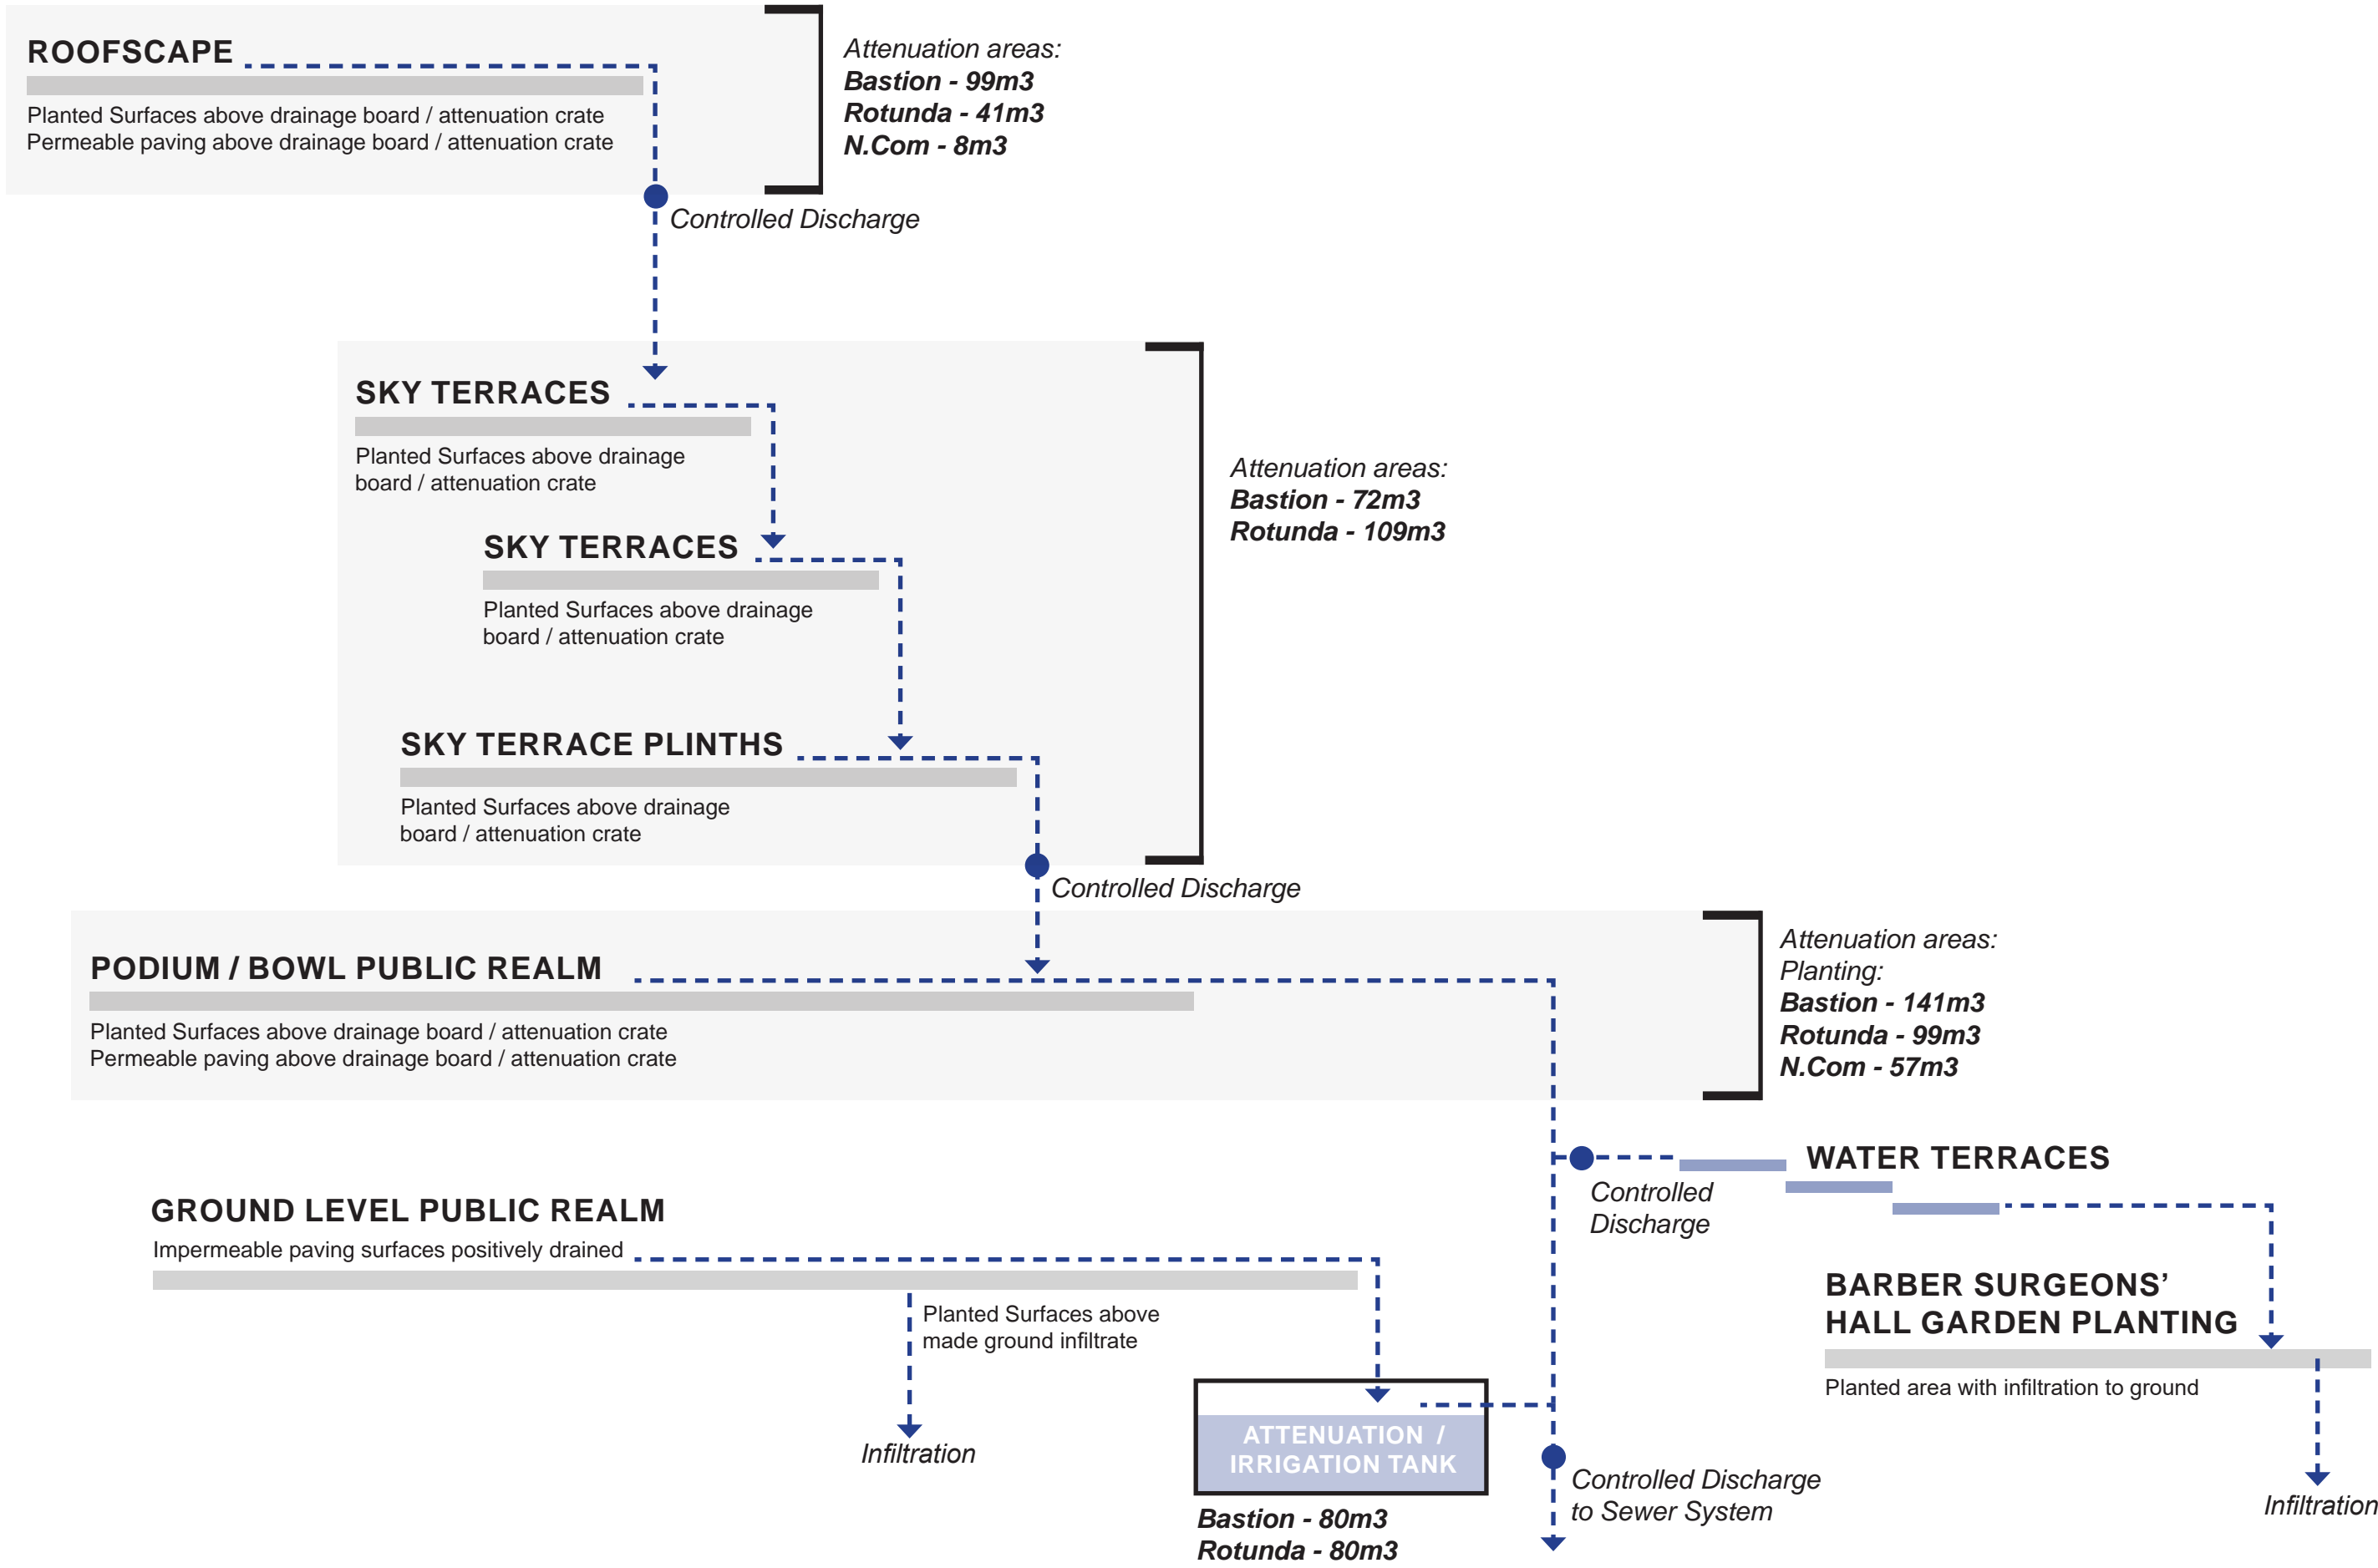 ROOFSCAPE
Planted Surfaces above drainage board / attenuation crate
Permeable paving above drainage board / attenuation crate
Attenuation areas:
Bastion - 99m3
Rotunda - 41m3
N.Com - 8m3
Controlled Discharge
SKY TERRACES
Planted Surfaces above drainage
board / attenuation crate
SKY TERRACES
Planted Surfaces above drainage
board / attenuation crate
SKY TERRACE PLINTHS
Planted Surfaces above drainage
board / attenuation crate
Attenuation areas:
Bastion - 72m3
Rotunda - 109m3
Controlled Discharge
PODIUM / BOWL PUBLIC REALM
Planted Surfaces above drainage board / attenuation crate
Permeable paving above drainage board / attenuation crate
Attenuation areas:
Planting:
Bastion - 141m3
Rotunda - 99m3
N.Com - 57m3
WATER TERRACES
Controlled
Discharge
GROUND LEVEL PUBLIC REALM
Impermeable paving surfaces positively drained
Planted Surfaces above
made ground infiltrate
Infiltration
BARBER SURGEONS’
HALL GARDEN PLANTING
Planted area with infiltration to ground
Infiltration
ATTENUATION /
IRRIGATION TANK
Bastion - 80m3
Rotunda - 80m3
Controlled Discharge
to Sewer System